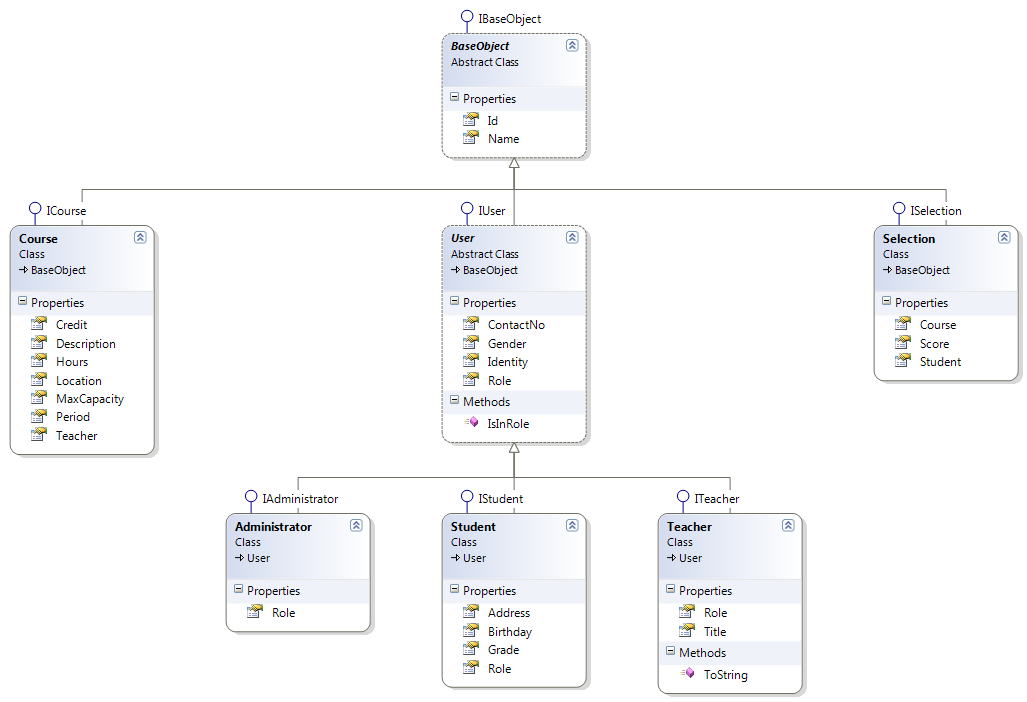 IBaseObject
BaseObject
Abstract Class
Properties
Id
Name
ICourse
Course
Class
BaseObject
Properties
Credit
Description
Hours
Location
MaxCapacity
Period
Teacher
IUser
User
Abstract Class
BaseObject
Properties
ContactNo
Gender
Identity
Role
Methods
IsInRole
ISelection
Selection
Class
BaseObject
Properties
Course
Score
Student
IAdministrator
Administrator
Class
User
Properties
Role
IStudent
Student
Class
User
Properties
Address
Birthday
Grade
Role
ITeacher
Teacher
Class
User
Properties
Role
Title
Methods
ToString